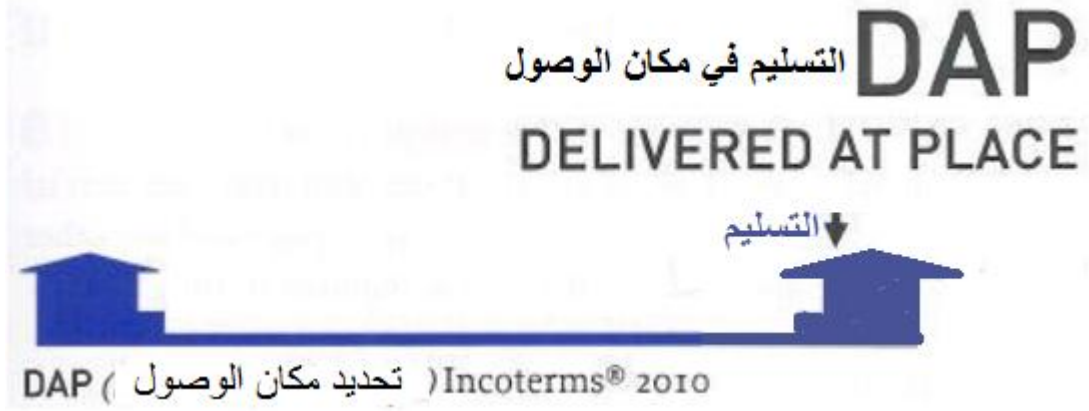 DAP التسليم في مكان الوصول
DELIVERED AT PLACE
التسليم
DAP ( تحديد مكان الوصول ) Incoterms® 2010